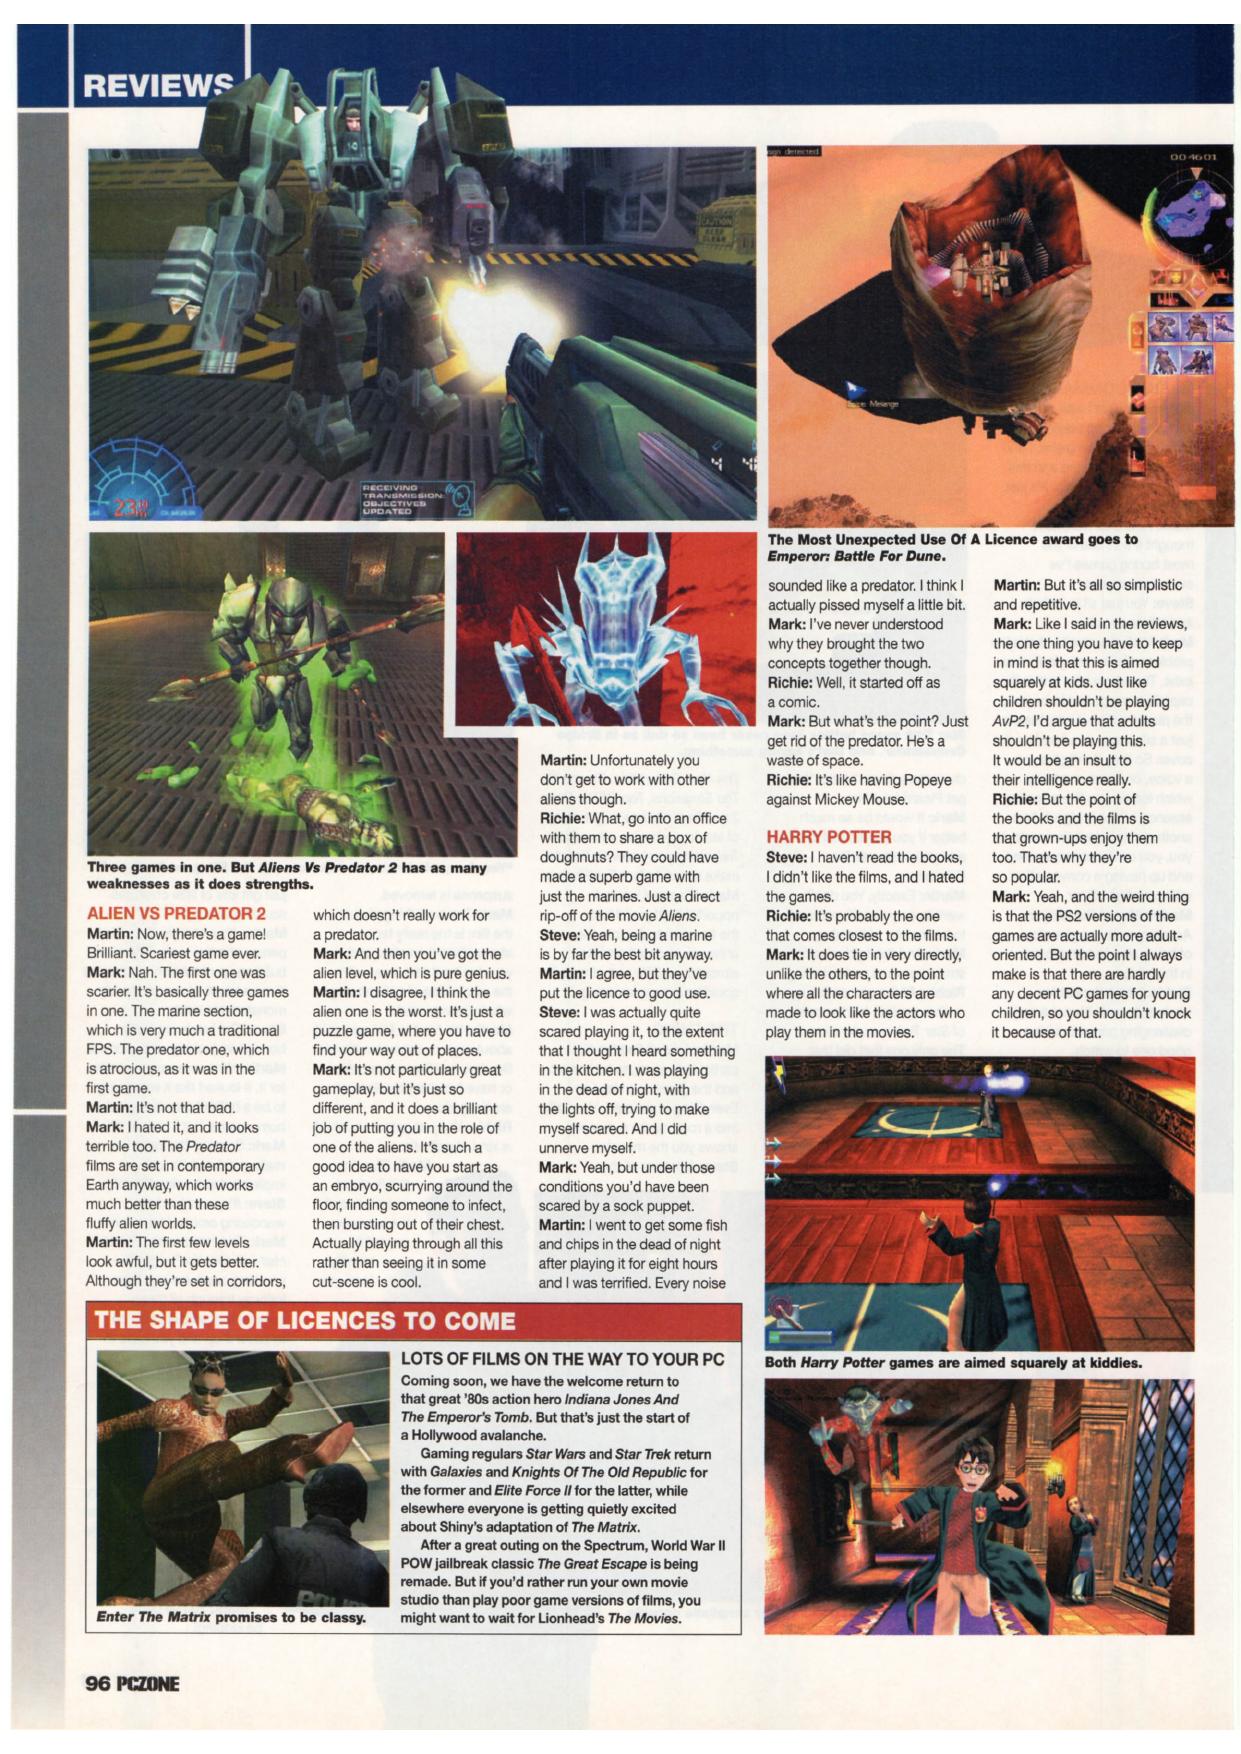 REVIEWS
sign detected
00 46 01
Spice Melange
RECEIVING
TRANSMISSION:
OBJECTIVES
UPDATED
CAUTION
The Most Unexpected Use Of A Licence award goes to
Emperor: Battle For Dune.
Three games in one. But Aliens Vs Predator 2 has as many
weaknesses as it does strengths.
ALIEN VS PREDATOR 2
Martin: Now, there's a game!
Brilliant. Scariest game ever.
Mark: Nah. The first one was
scarier. It's basically three games
in one. The marine section,
which is very much a traditional
FPS. The predator one, which
is atrocious, as it was in the
first game.
Martin: It's not that bad.
Mark: I hated it, and it looks
terrible too. The Predator
films are set in contemporary
Earth anyway, which works
much better than these
fluffy alien worlds.
Martin: The first few levels
look awful, but it gets better.
Although they're set in corridors,
which doesn't really work for
a predator.
Mark: And then you've got the
alien level, which is pure genius.
Martin: I disagree, I think the
alien one is the worst. It's just a
puzzle game, where you have to
find your way out of places.
Mark: It's not particularly great
gameplay, but it's just so
different, and it does a brilliant
job of putting you in the role of
one of the aliens. It's such a
good idea to have you start as
an embryo, scurrying around the
floor, finding someone to infect,
then bursting out of their chest.
Actually playing through all this
rather than seeing it in some
cut-scene is cool.
Martin: Unfortunately you
don't get to work with other
aliens though.
Richie: What, go into an office
with them to share a box of
doughnuts? They could have
made a superb game with
just the marines. Just a direct
rip-off of the movie Aliens.
Steve: Yeah, being a marine
is by far the best bit anyway.
Martin: I agree, but they've
put the licence to good use.
Steve: I was actually quite
scared playing it, to the extent
that I thought I heard something
in the kitchen. I was playing
in the dead of night, with
the lights off, trying to make
myself scared. And I did
unnerve myself.
Mark: Yeah, but under those
conditions you'd have been
scared by a sock puppet.
Martin: I went to get some fish
and chips in the dead of night
after playing it for eight hours
and I was terrified. Every noise
sounded like a predator. I think I
actually pissed myself a little bit.
Mark: I've never understood
why they brought the two
concepts together though.
Richie: Well, it started off as
a comic.
Mark: But what's the point? Just
get rid of the predator. He's a
waste of space.
Richie: It's like having Popeye
against Mickey Mouse.
HARRY POTTER
Steve: I haven't read the books,
I didn't like the films, and I hated
the games.
Richie: It's probably the one
that comes closest to the films.
Mark: It does tie in very directly,
unlike the others, to the point
where all the characters are
made to look like the actors who
play them in the movies.
Martin: But it's all so simplistic
and repetitive.
Mark: Like I said in the reviews,
the one thing you have to keep
in mind is that this is aimed
squarely at kids. Just like
children shouldn't be playing
AvP2, I'd argue that adults
shouldn't be playing this.
It would be an insult to
their intelligence really.
Richie: But the point of
the books and the films is
that grown-ups enjoy them
too. That's why they're
so popular.
Mark: Yeah, and the weird thing
is that the PS2 versions of the
games are actually more adult-
oriented. But the point I always
make is that there are hardly
any decent PC games for young
children, so you shouldn't knock
it because of that.
Both Harry Potter games are aimed squarely at kiddies.
THE SHAPE OF LICENCES TO COME
LOTS OF FILMS ON THE WAY TO YOUR PC
Coming soon, we have the welcome return to
that great '80s action hero Indiana Jones And
The Emperor's Tomb. But that's just the start of
a Hollywood avalanche.
Gaming regulars Star Wars and Star Trek return
with Galaxies and Knights Of The Old Republic for
the former and Elite Force II for the latter, while
elsewhere everyone is getting quietly excited
about Shiny's adaptation of The Matrix.
After a great outing on the Spectrum, World War II
POW jailbreak classic The Great Escape is being
remade. But if you'd rather run your own movie
studio than play poor game versions of films, you
might want to wait for Lionhead's The Movies.
Enter The Matrix promises to be classy.
96 PCZONE